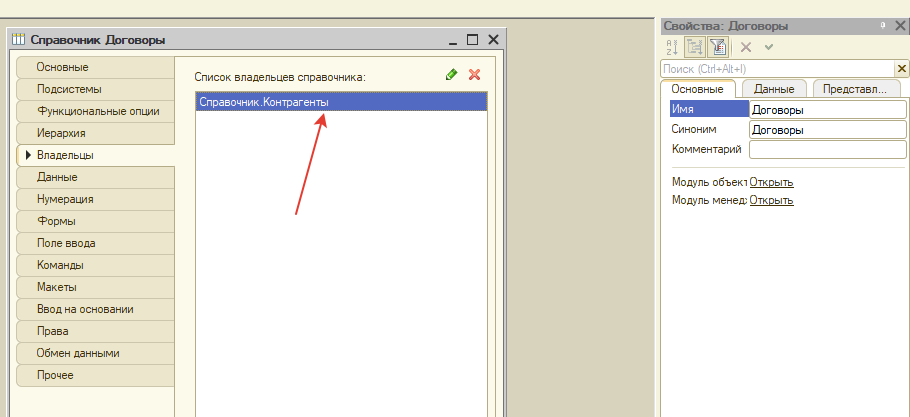 Справочник Договоры
Основные
Подсистемы
Функциональные опции
Иерархия
Владельцы
Данные
Нумерация
Формы
Поле ввода
Команды
Макеты
Ввод на основании
Права
Обмен данными
Прочее
Список владельцев справочника:
Справочник.Контрагенты
Свойства: Договоры
Поиск (Ctrl+Alt+I)
Основные Данные Представл...
Имя Договоры
Синоним Договоры
Комментарий
Модуль объект Открыть
Модуль менед Открыть